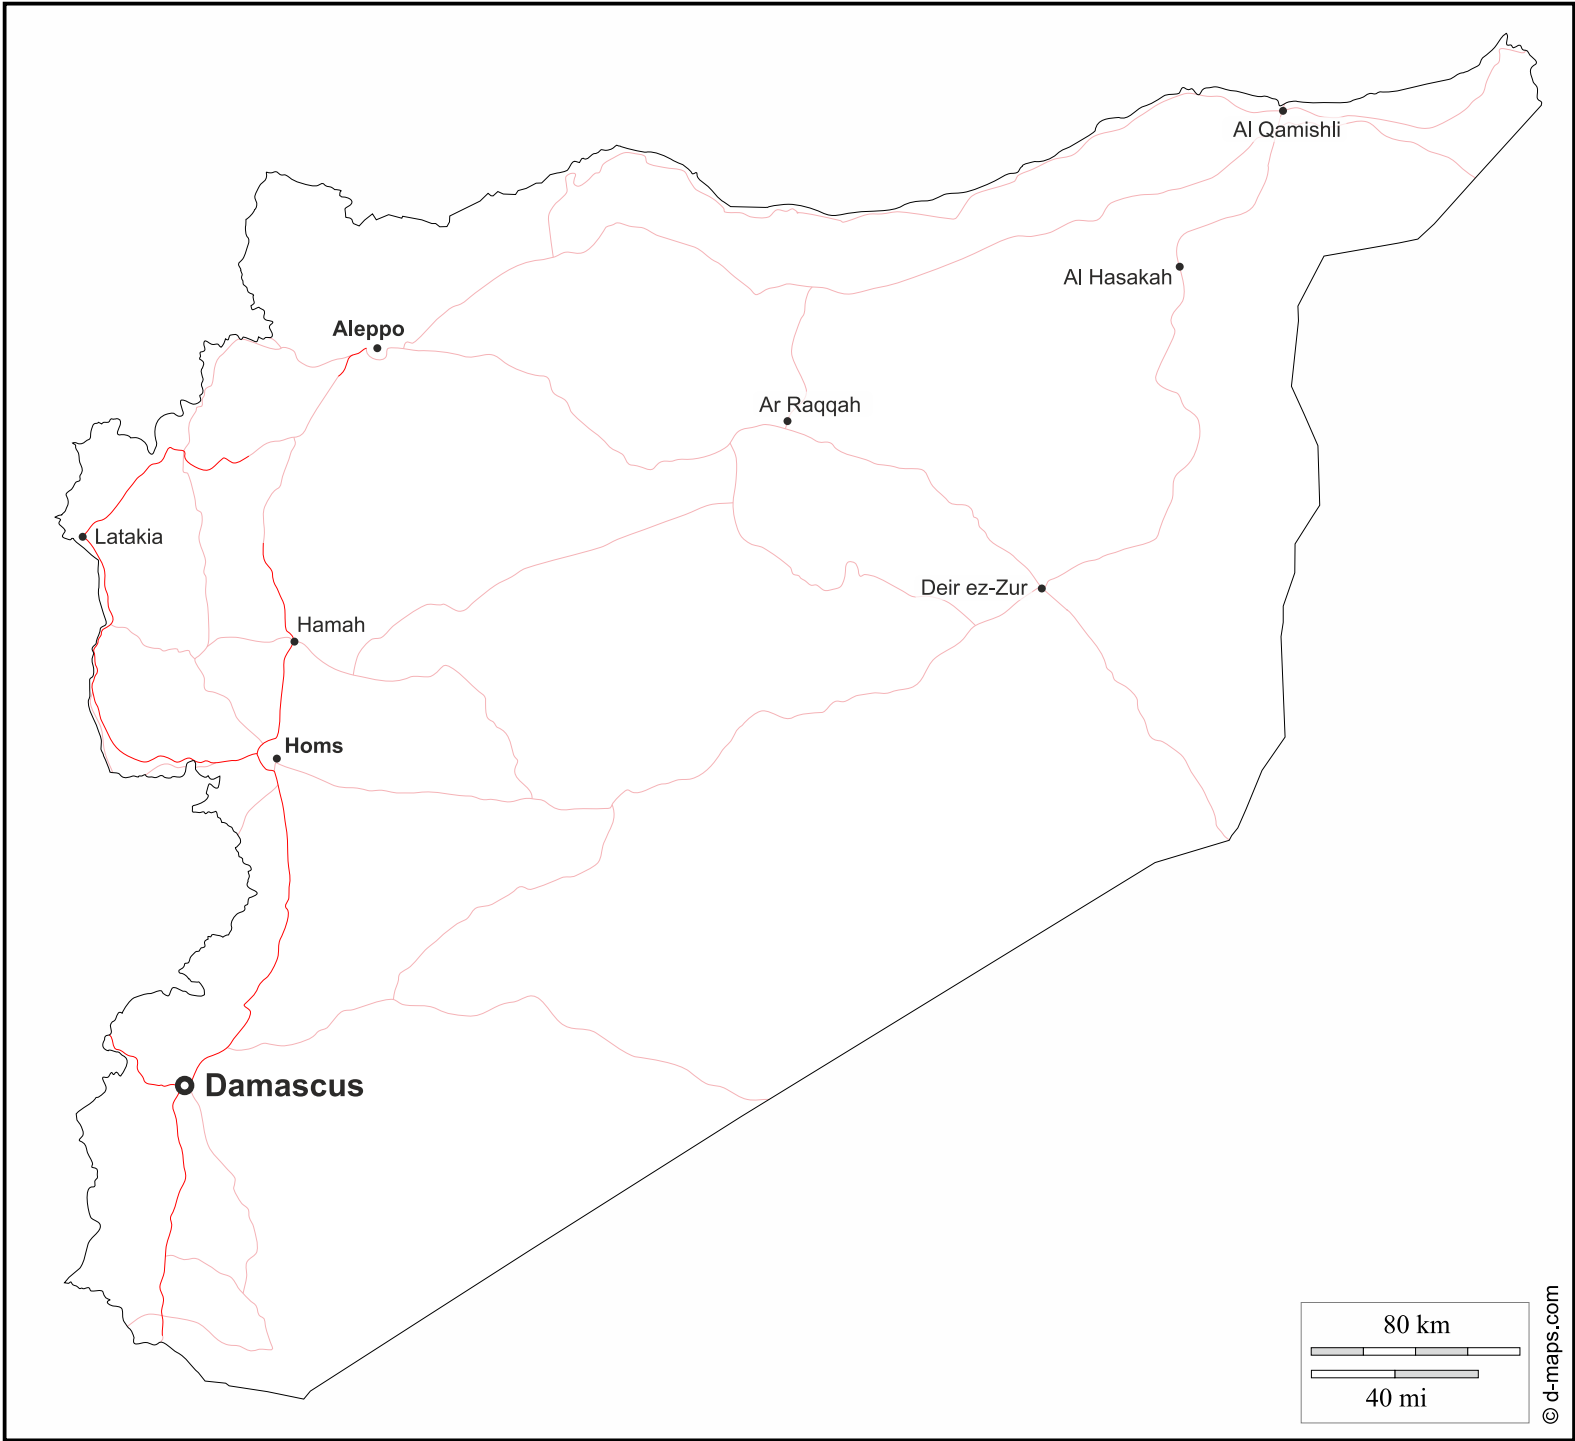 Al Qamishli
Al Hasakah
Aleppo
Ar Raqqah
Latakia
Deir ez-Zur
Hamah
Homs
Damascus
80 km
40 mi
© d-maps.com